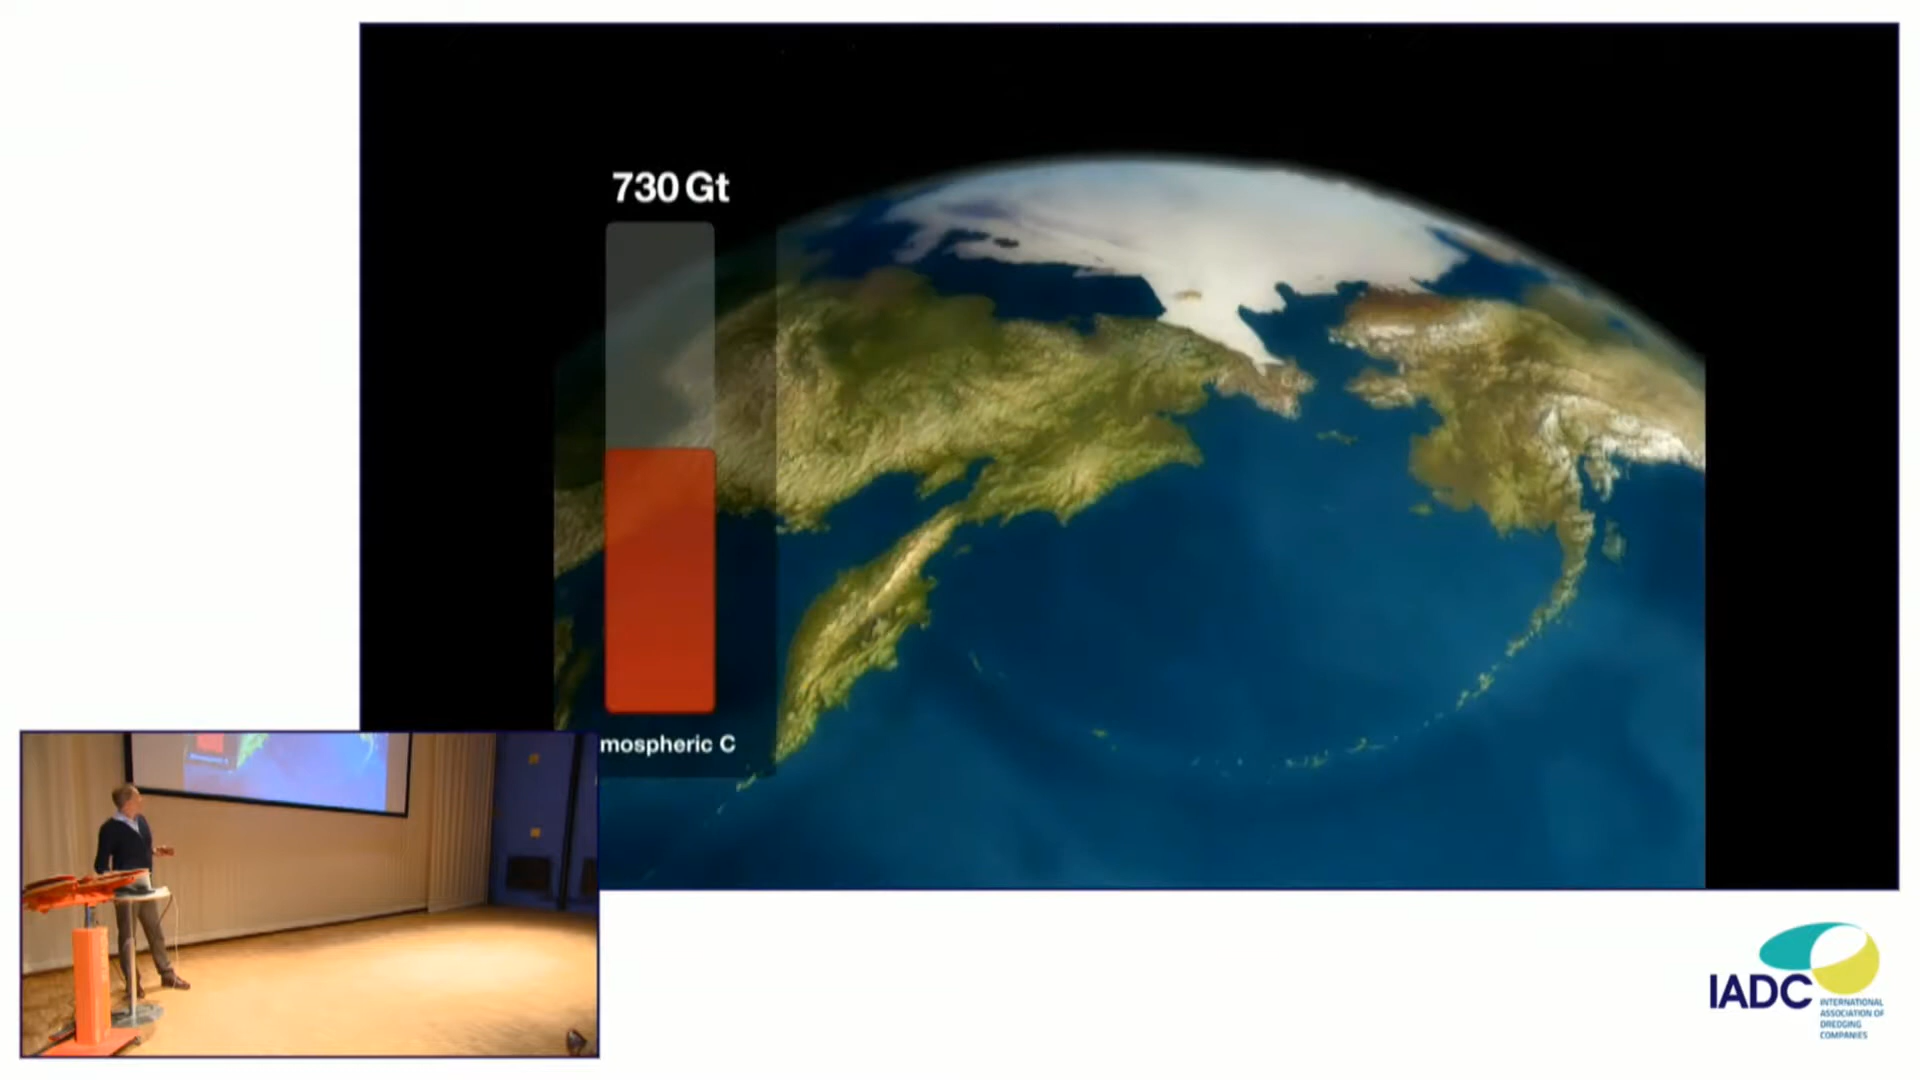 730 Gt
mospheric C
IADC
INTERNATIONAL
ASSOCIATION OF
DREDGING
COMPANIES